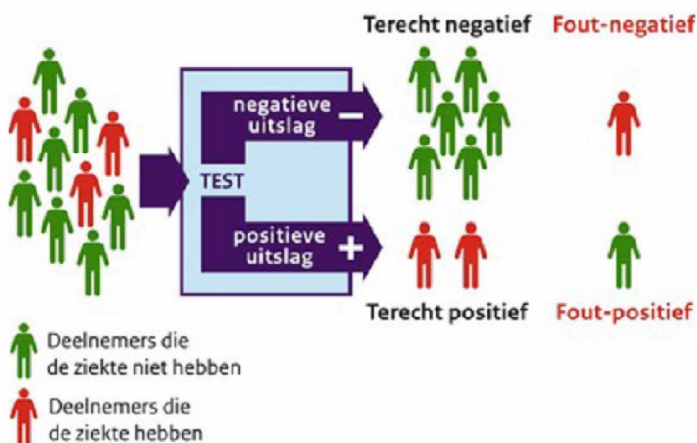 Terecht negatief
Fout-negatief
negatieve
uitslag
−
TEST
positieve
uitslag
+
Terecht positief
Fout-positief
Deelnemers die
de ziekte niet hebben
Deelnemers die
de ziekte hebben